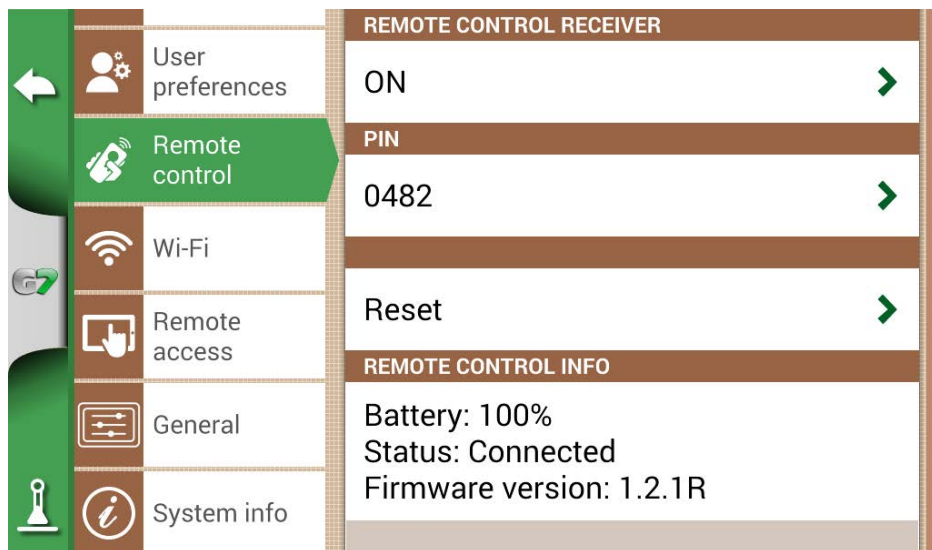 User
preferences
Remote
control
Wi-Fi
G7
Remote
access
General
System info
REMOTE CONTROL RECEIVER
ON
PIN
0482
Reset
REMOTE CONTROL INFO
Battery: 100%
Status: Connected
Firmware version: 1.2.1R